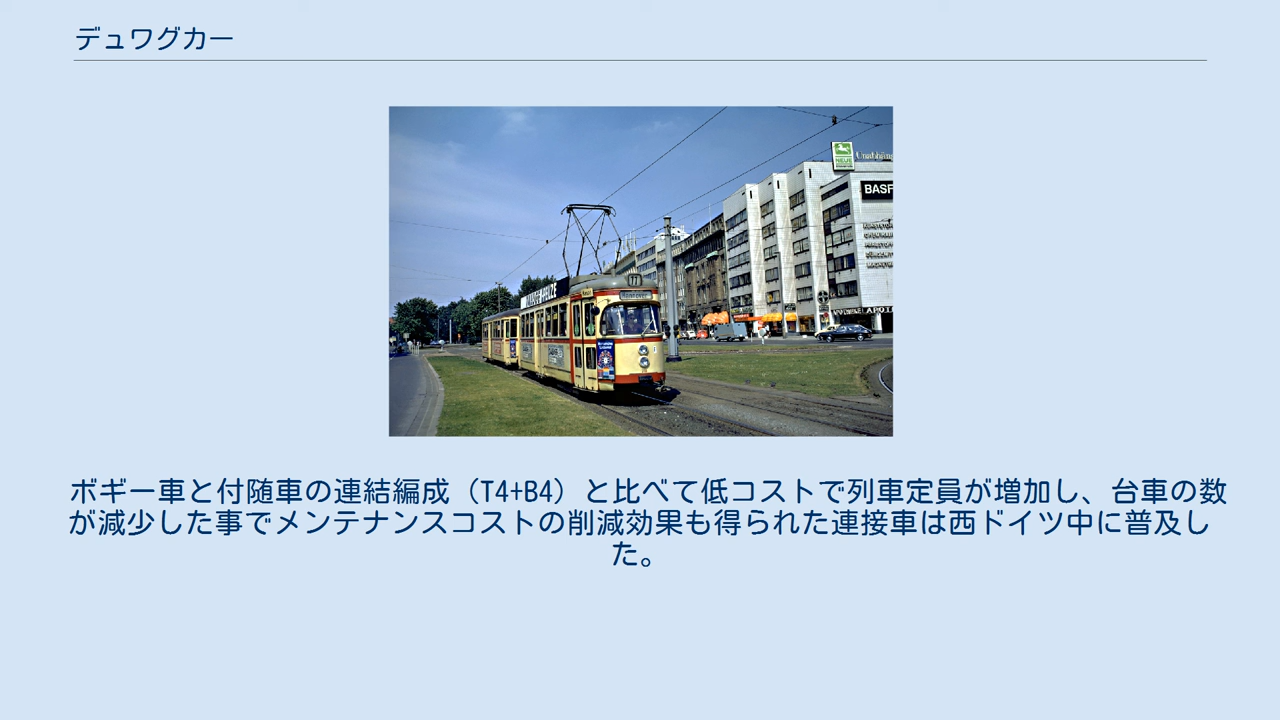 デュワグカー
NEUE
BASF
11
ボギー車と付随車の連結編成（T4+B4）と比べて低コストで列車定員が増加し、台車の数
が減少した事でメンテナンスコストの削減効果も得られた連接車は西ドイツ中に普及し
た。